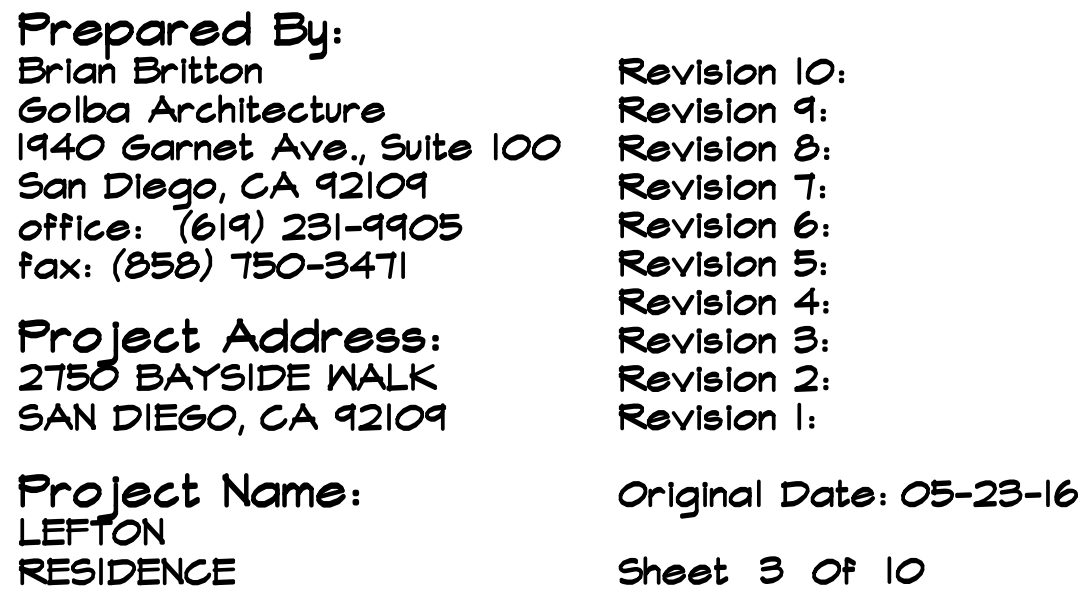 Prepared By:
Brian Britton
Golba Architecture
1940 Garnet Ave., Suite 100
San Diego, CA 92109
office: (619) 231-9905
fax: (858) 750-3471
Project Address:
2750 BAYSIDE WALK
SAN DIEGO, CA 92109
Project Name:
LEFTON
RESIDENCE
Revision 10:
Revision 9:
Revision 8:
Revision 7:
Revision 6:
Revision 5:
Revision 4:
Revision 3:
Revision 2:
Revision 1:
Original Date: 05-23-16
Sheet 3 Of 10